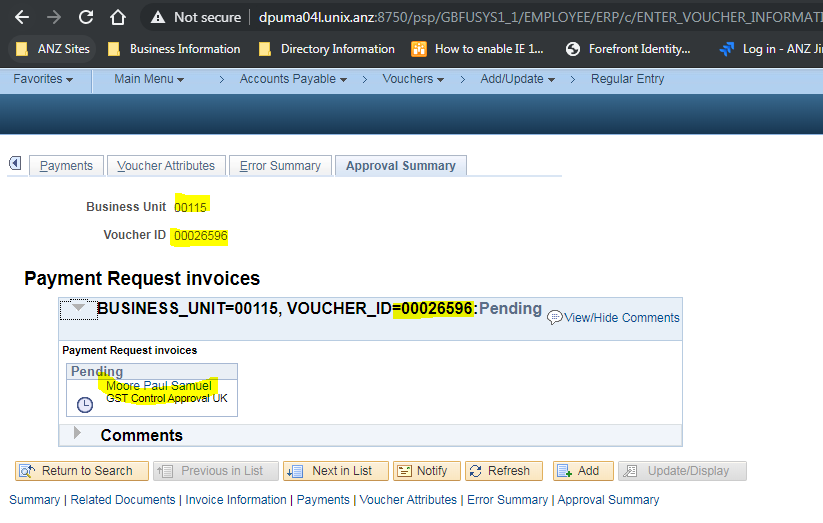 Not secure | dpuma04l.unix.anz:8750/psp/GBFUSYS1_1/EMPLOYEE/ERP/c/ENTER_VOUCHER_INFORMATI
ANZ Sites Business Information Directory Information How to enable IE 1... Forefront Identity... Log in - ANZ Jir
Favorites Main Menu > Accounts Payable > Vouchers > Add/Update > Regular Entry
Payments Voucher Attributes Error Summary Approval Summary
Business Unit 00115
Voucher ID 00026596
Payment Request invoices
BUSINESS_UNIT=00115, VOUCHER_ID=00026596:Pending View/Hide Comments
Payment Request invoices
Pending
Moore Paul Samuel
GST Control Approval UK
Comments
Return to Search Previous in List Next in List Notify Refresh Add Update/Display
Summary | Related Documents | Invoice Information | Payments | Voucher Attributes | Error Summary | Approval Summary